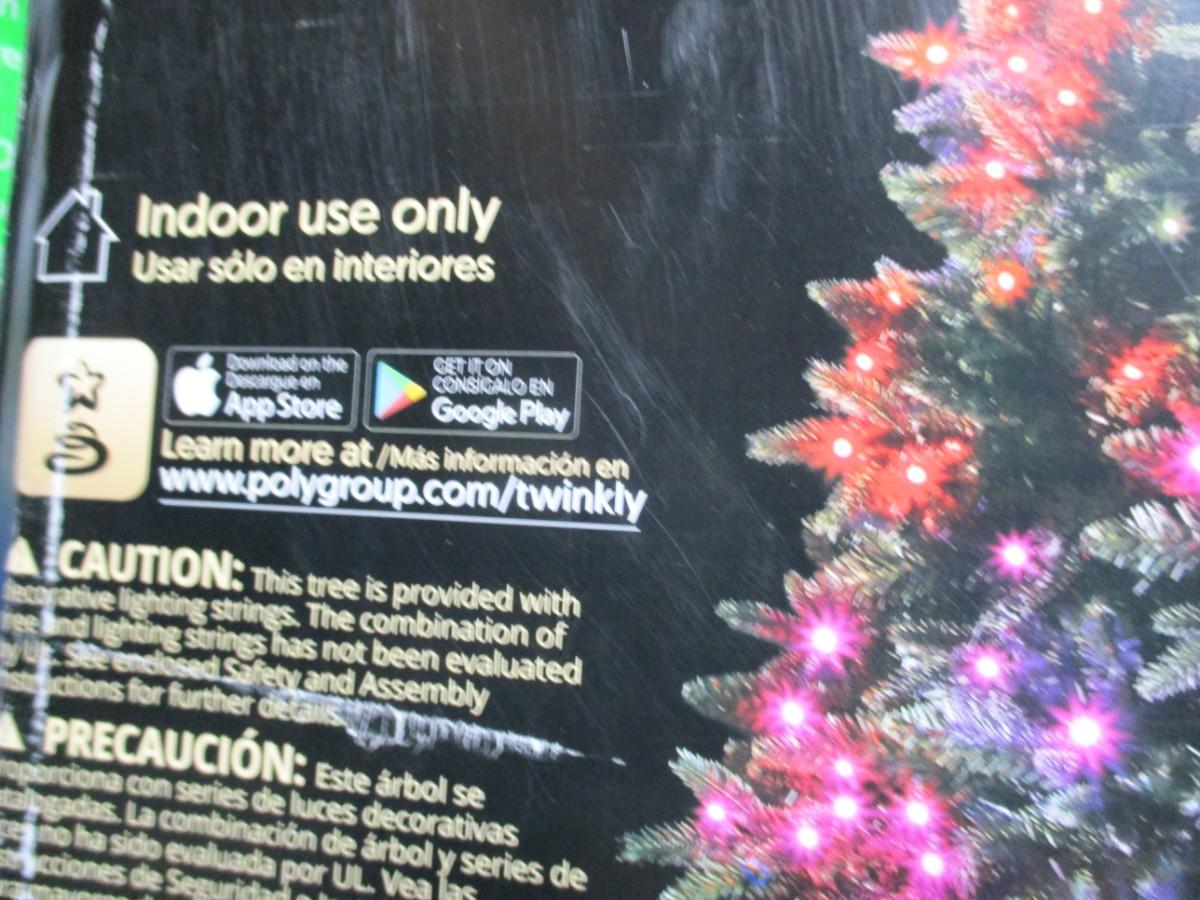 Indoor use only
Usar sólo en interiores
Download on the
Descargue en
App Store
GET IT ON
CONSÍGALO EN
Google Play
Learn more at /Más información en
www.polygroup.com/twinkly
CAUTION: This tree is provided with
decorative lighting strings. The combination of
tree and lighting strings has not been evaluated
by UL. See enclosed Safety and Assembly
Instructions for further details.
PRECAUCIÓN: Este árbol se
proporciona con series de luces decorativas
catalogadas. La combinación de árbol y series de
luces no ha sido evaluada por UL. Vea las
Instrucciones de Seguridad